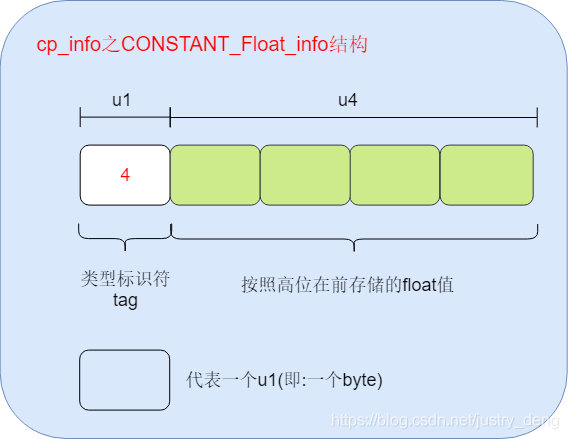 cp_info之CONSTANT_Float_info结构
u1
u4
4
类型标识符
tag
按照高位在前存储的float值
代表一个u1(即:一个byte)
https://blog.csdn.net/justry_deng